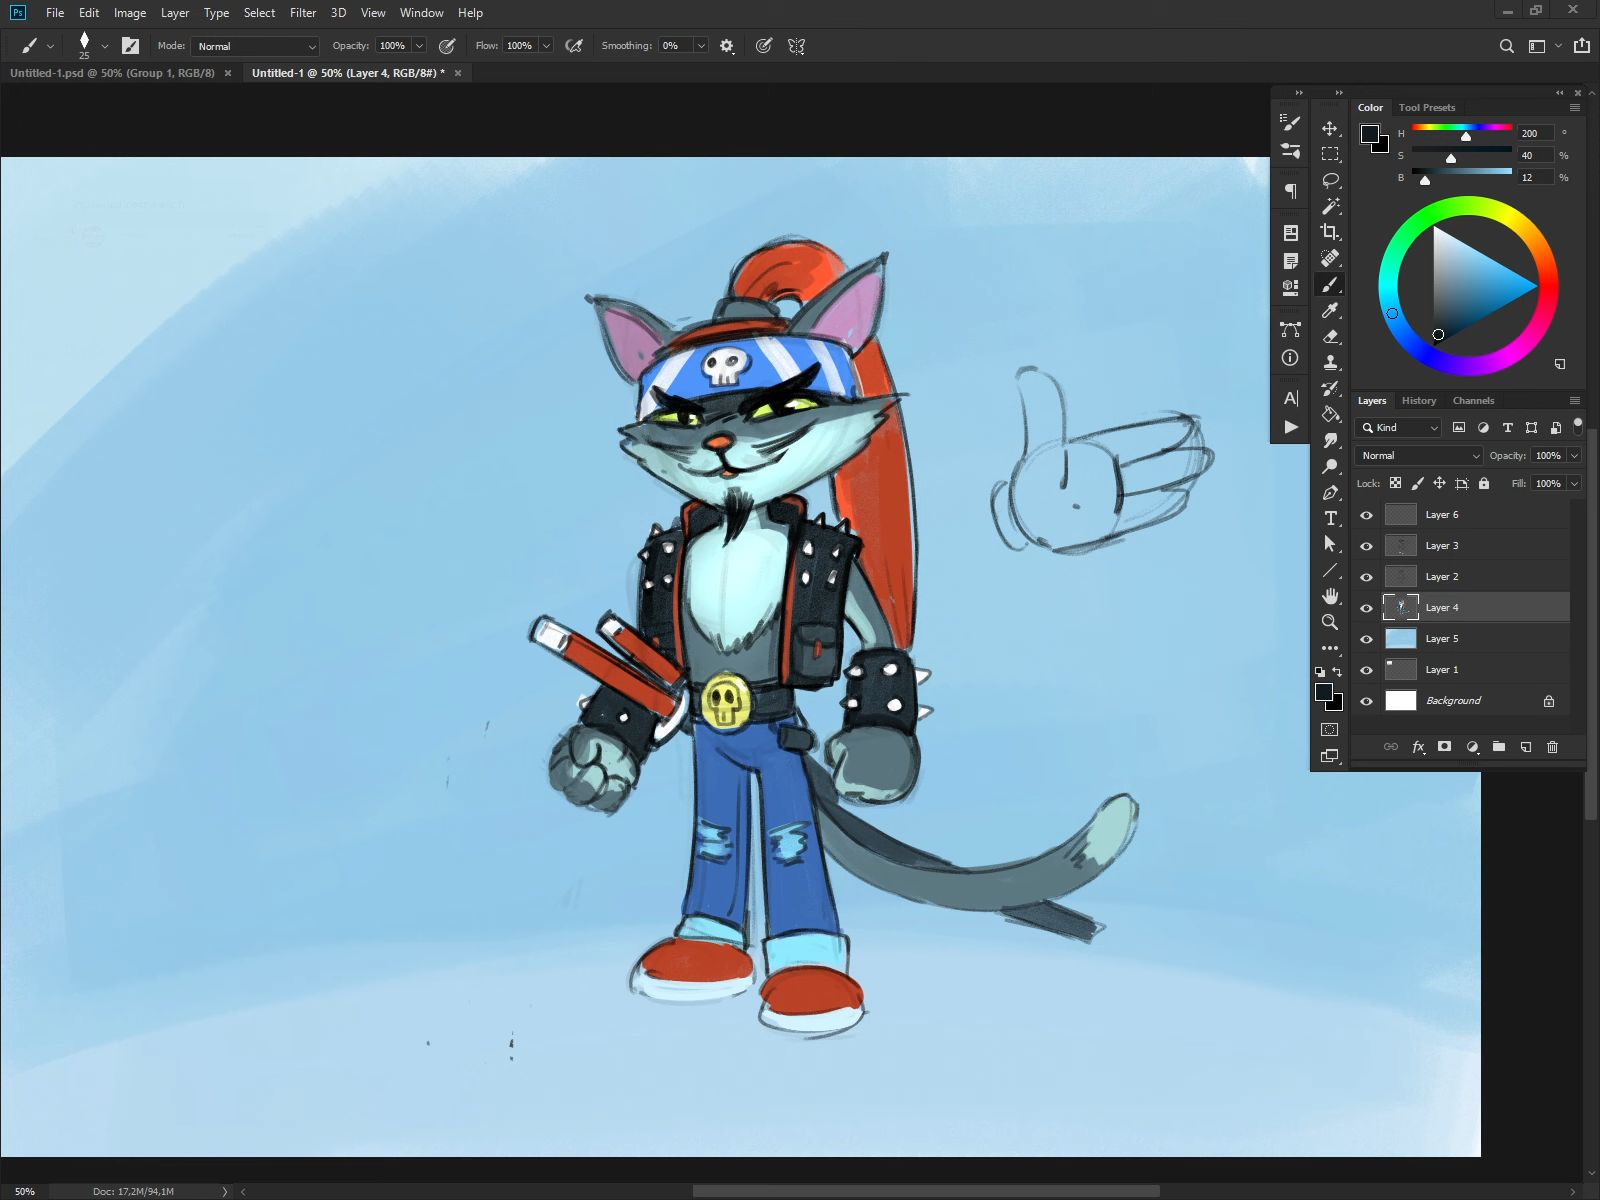 Ps File Edit Image Layer Type Select Filter 3D View Window Help
25 Mode: Normal Opacity: 100% Flow: 100% Smoothing: 0%
Untitled-1.psd @ 50% (Group 1, RGB/8) × Untitled-1 @ 50% (Layer 4, RGB/8#) * ×
Color Tool Presets
H 200 °
S 40 %
B 12 %
Layers History Channels
Kind
Normal Opacity: 100%
Lock: Fill: 100%
Layer 6
Layer 3
Layer 2
Layer 4
Layer 5
Layer 1
Background
50% Doc: 17,2M/94,1M